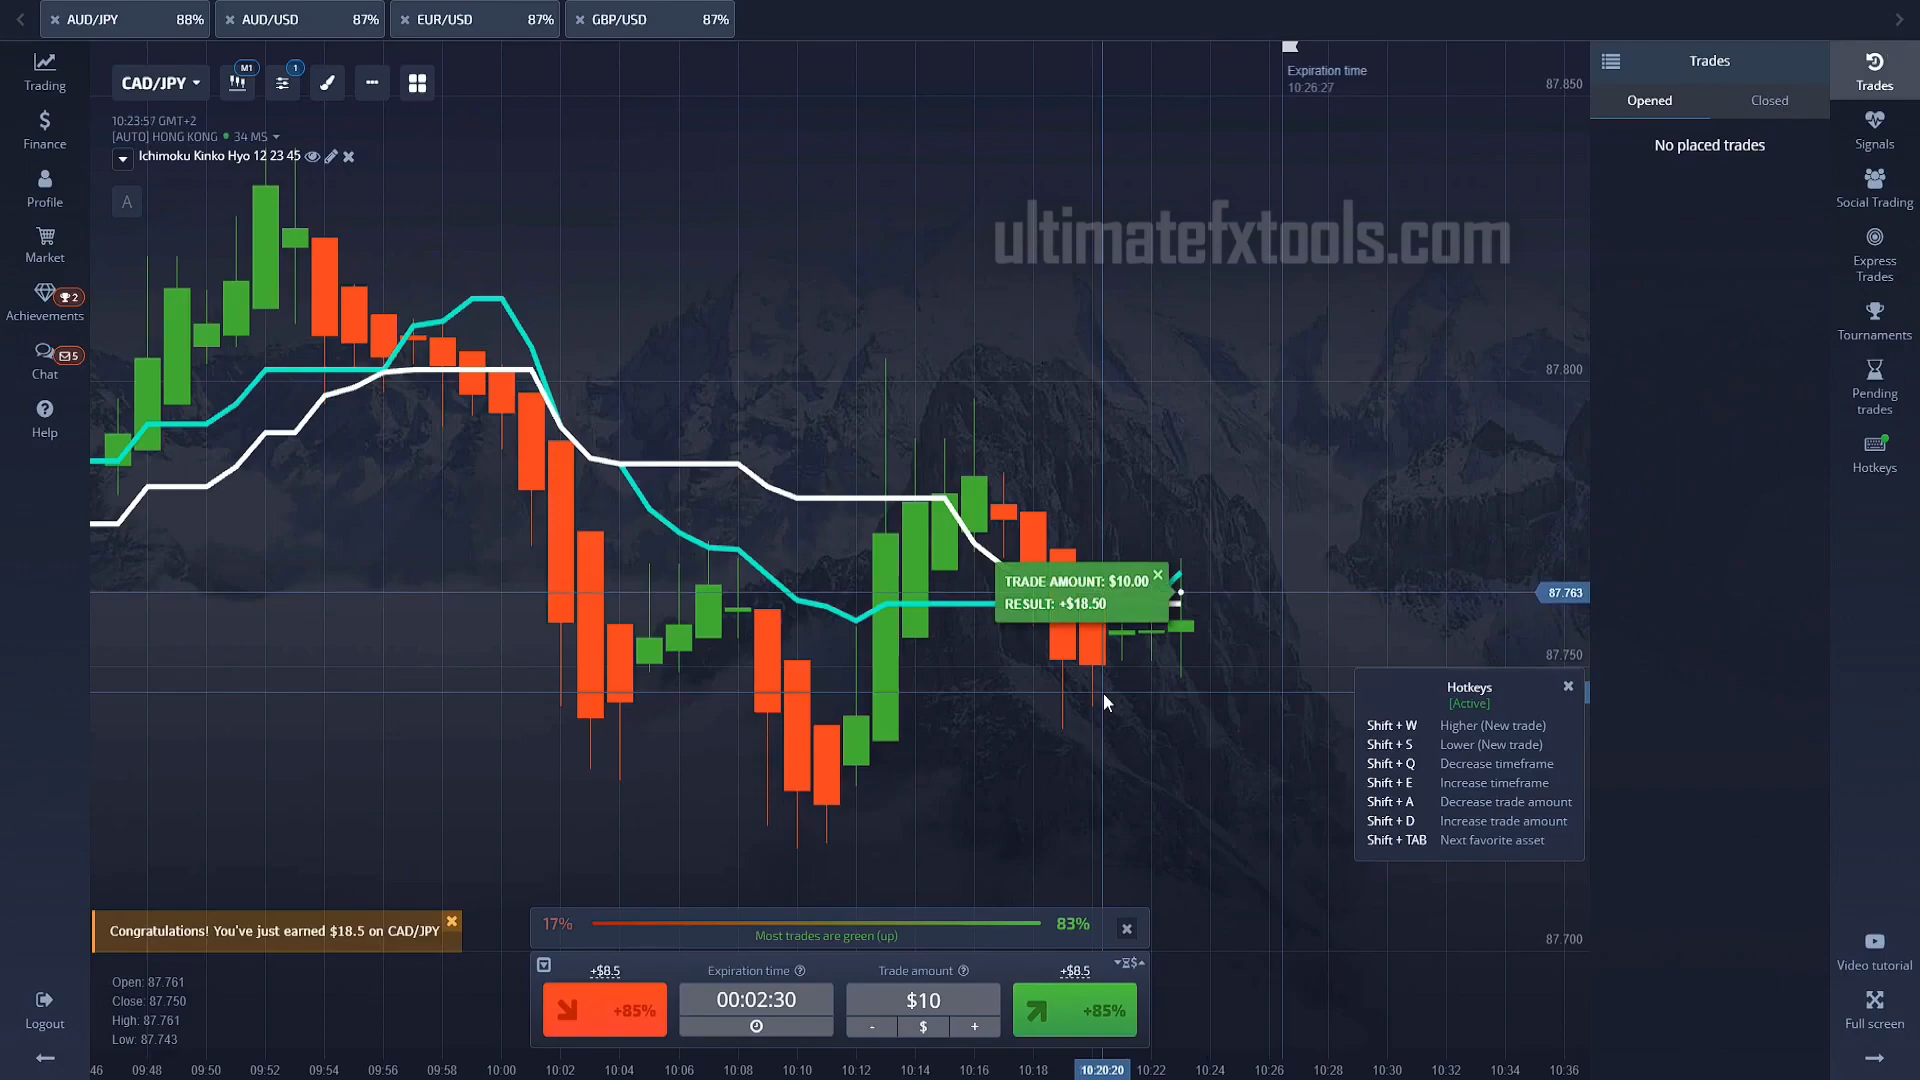 AUD/JPY 88%
AUD/USD 87%
EUR/USD 87%
GBP/USD 87%
Trading
Finance
Profile
Market
Achievements
2
Chat
5
Help
Logout
CAD/JPY
M1
1
10:23:57 GMT+2
[AUTO] HONG KONG 34 MS
Ichimoku Kinko Hyo 12 23 45
A
Expiration time
10:26:27
ultimatefxtools.com
87.850
87.800
87.763
87.750
87.700
TRADE AMOUNT: $10.00
RESULT: +$18.50
Hotkeys
[Active]
Shift + W Higher (New trade)
Shift + S Lower (New trade)
Shift + Q Decrease timeframe
Shift + E Increase timeframe
Shift + A Decrease trade amount
Shift + D Increase trade amount
Shift + TAB Next favorite asset
Congratulations! You've just earned $18.5 on CAD/JPY
Open: 87.761
Close: 87.750
High: 87.761
Low: 87.743
17% 83%
Most trades are green (up)
+$8.5 Expiration time Trade amount +$8.5
+85% 00:02:30 $10 +85%
- $ +
46 09:48 09:50 09:52 09:54 09:56 09:58 10:00 10:02 10:04 10:06 10:08 10:10 10:12 10:14 10:16 10:18 10:20:20 10:22 10:24 10:26 10:28 10:30 10:32 10:34 10:36
Trades
Opened Closed
No placed trades
Trades
Signals
Social Trading
Express
Trades
Tournaments
Pending
trades
Hotkeys
Video tutorial
Full screen